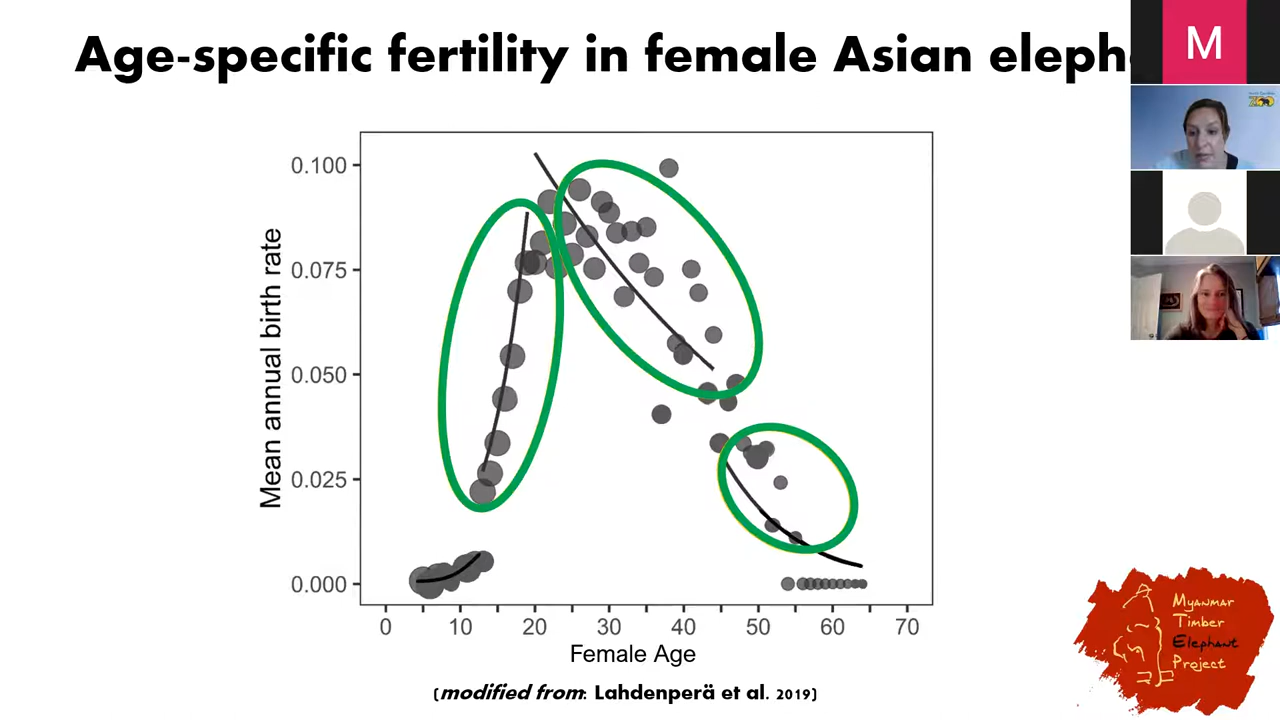 Age-specific fertility in female Asian eleph
M
ZOO
0.100
0.075
0.050
0.025
0.000
Mean annual birth rate
0 10 20 30 40 50 60 70
Female Age
(modified from: Lahdenperä et al. 2019)
Myanmar
Timber
Elephant
Project